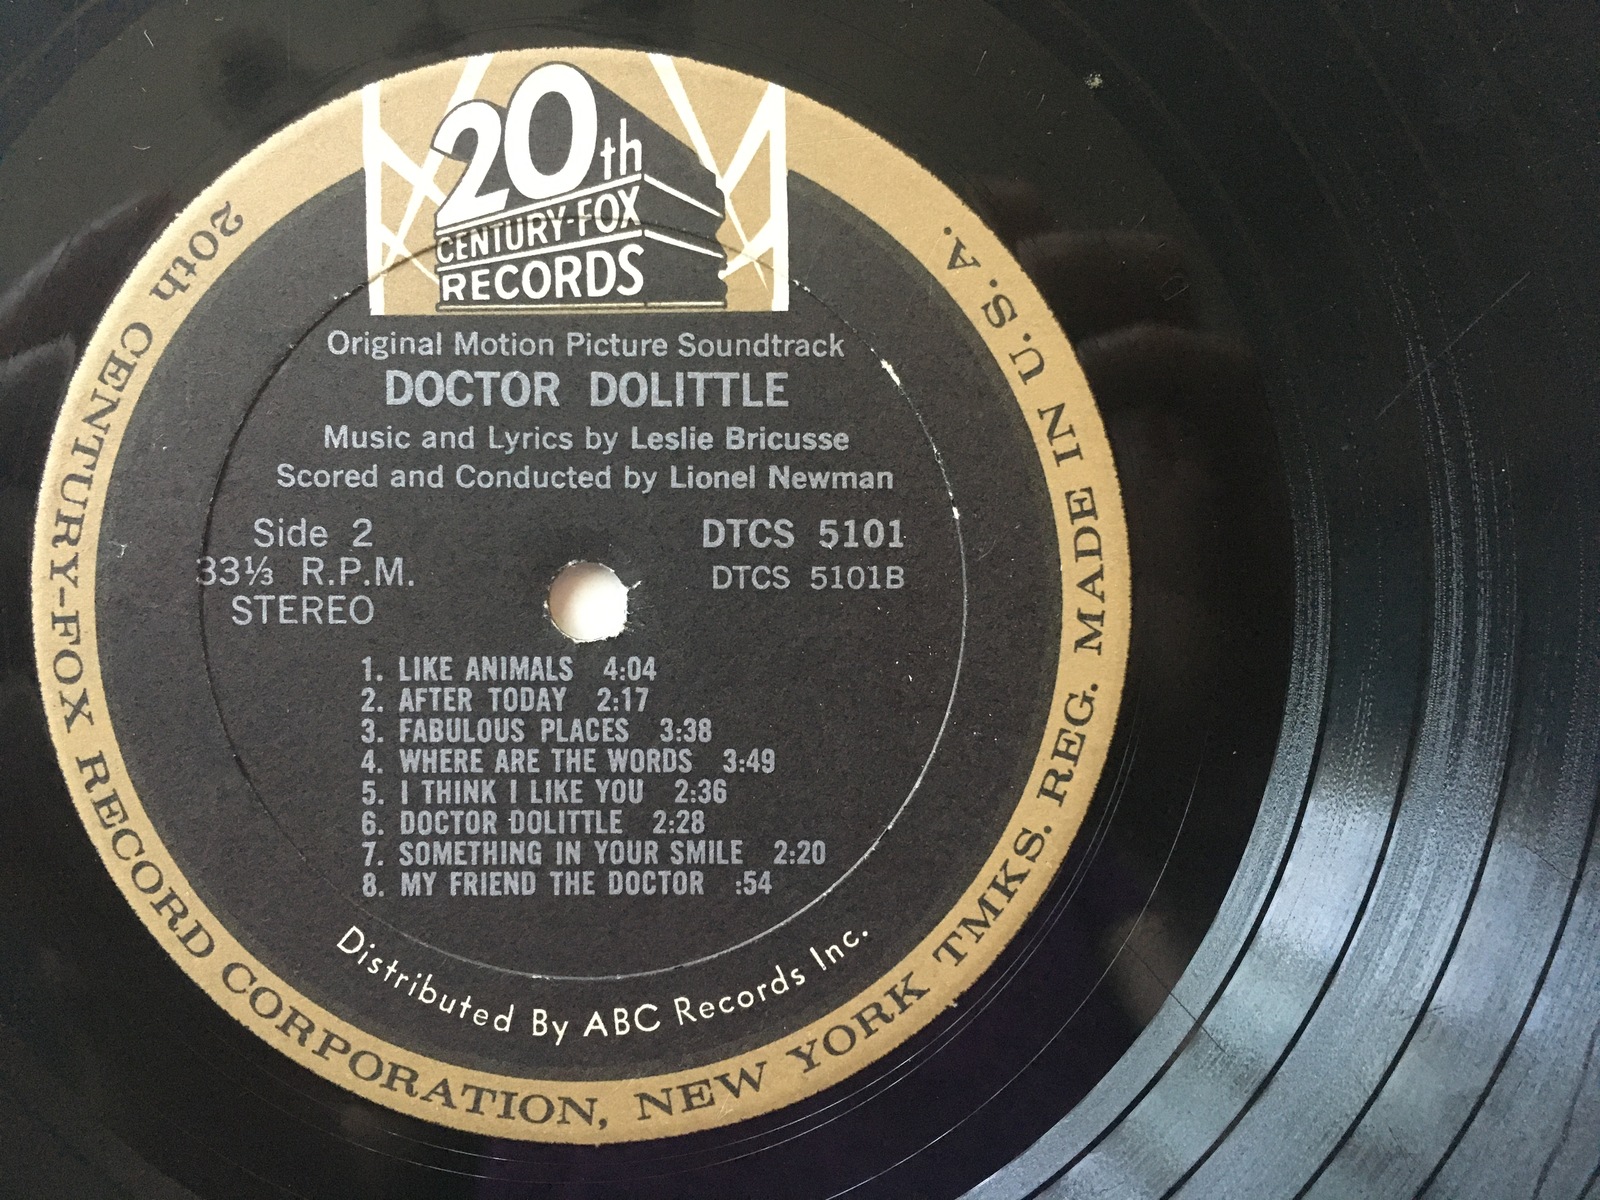 20th
CENTURY-FOX
RECORDS
Original Motion Picture Soundtrack
DOCTOR DOLITTLE
Music and Lyrics by Leslie Bricusse
Scored and Conducted by Lionel Newman
Side 2
33⅓ R.P.M.
STEREO
DTCS 5101
DTCS 5101B
1. LIKE ANIMALS 4:04
2. AFTER TODAY 2:17
3. FABULOUS PLACES 3:38
4. WHERE ARE THE WORDS 3:49
5. I THINK I LIKE YOU 2:36
6. DOCTOR DOLITTLE 2:28
7. SOMETHING IN YOUR SMILE 2:20
8. MY FRIEND THE DOCTOR :54
Distributed By ABC Records Inc.
20th CENTURY-FOX RECORD CORPORATION, NEW YORK TMKS. REG. MADE IN U.S.A.